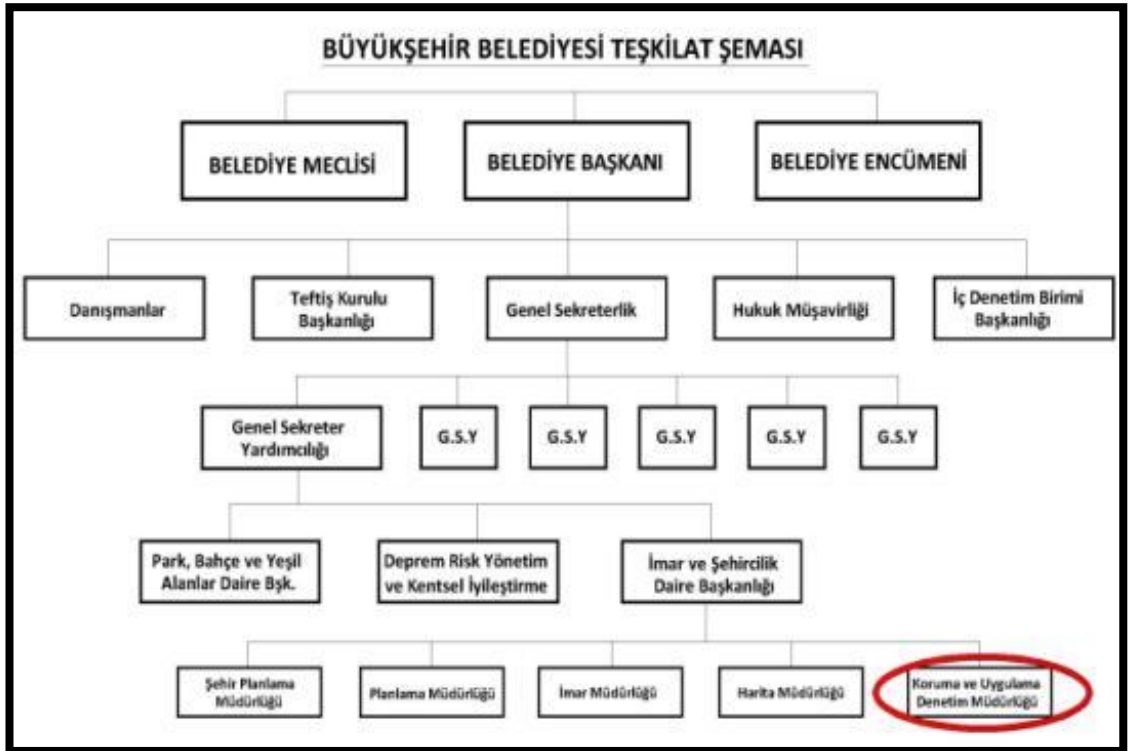 BÜYÜKŞEHİR BELEDİYESİ TEŞKİLAT ŞEMASI
BELEDİYE MECLİSİ
BELEDİYE BAŞKANI
BELEDİYE ENCÜMENİ
Danışmanlar
Teftiş Kurulu
Başkanlığı
Genel Sekreterlik
Hukuk Müşavirliği
İç Denetim Birimi
Başkanlığı
Genel Sekreter
Yardımcılığı
G.S.Y
G.S.Y
G.S.Y
G.S.Y
G.S.Y
Park, Bahçe ve Yeşil
Alanlar Daire Bşk.
Deprem Risk Yönetim
ve Kentsel İyileştirme
İmar ve Şehircilik
Daire Başkanlığı
Şehir Planlama
Müdürlüğü
Planlama Müdürlüğü
İmar Müdürlüğü
Harita Müdürlüğü
Koruma ve Uygulama
Denetim Müdürlüğü